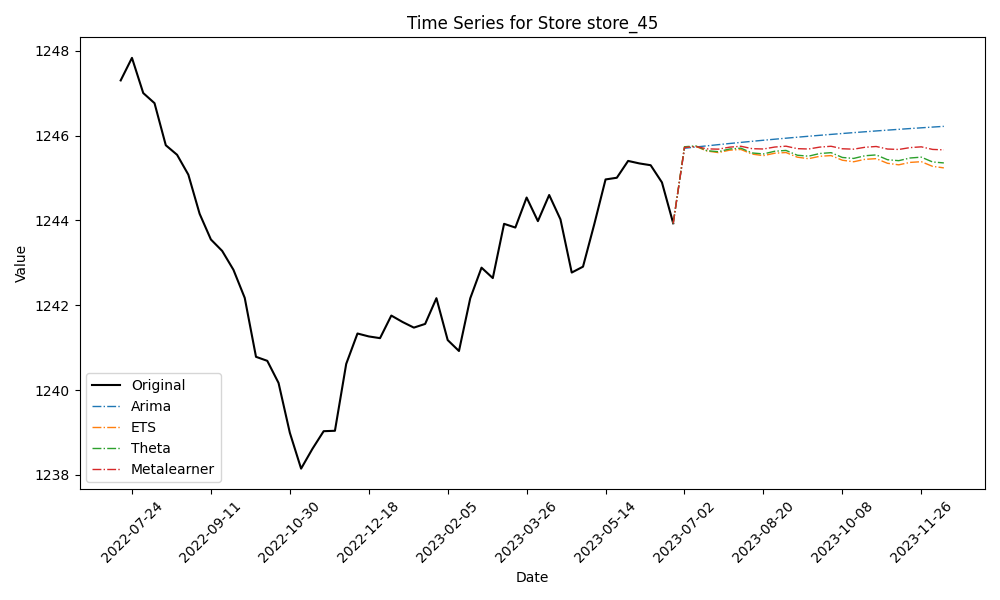 Time Series for Store store_45
Value
1248
1246
1244
1242
1240
1238
Original
Arima
ETS
Theta
Metalearner
2022-07-24
2022-09-11
2022-10-30
2022-12-18
2023-02-05
2023-03-26
2023-05-14
2023-07-02
2023-08-20
2023-10-08
2023-11-26
Date